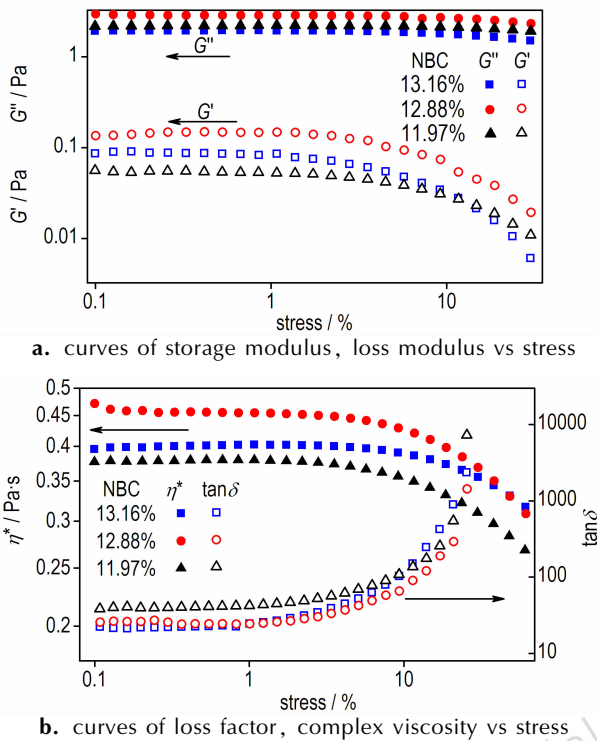 G"
G'
NBC G" G'
13.16%
12.88%
11.97%
1
0.1
0.01
G' / Pa G" / Pa
0.1 1 10
stress / %
a. curves of storage modulus, loss modulus vs stress
0.5
0.45
0.4
0.35
0.3
0.25
0.2
η* / Pa·s
NBC η* tanδ
13.16%
12.88%
11.97%
10000
1000
100
10
tanδ
0.1 1 10
stress / %
b. curves of loss factor, complex viscosity vs stress